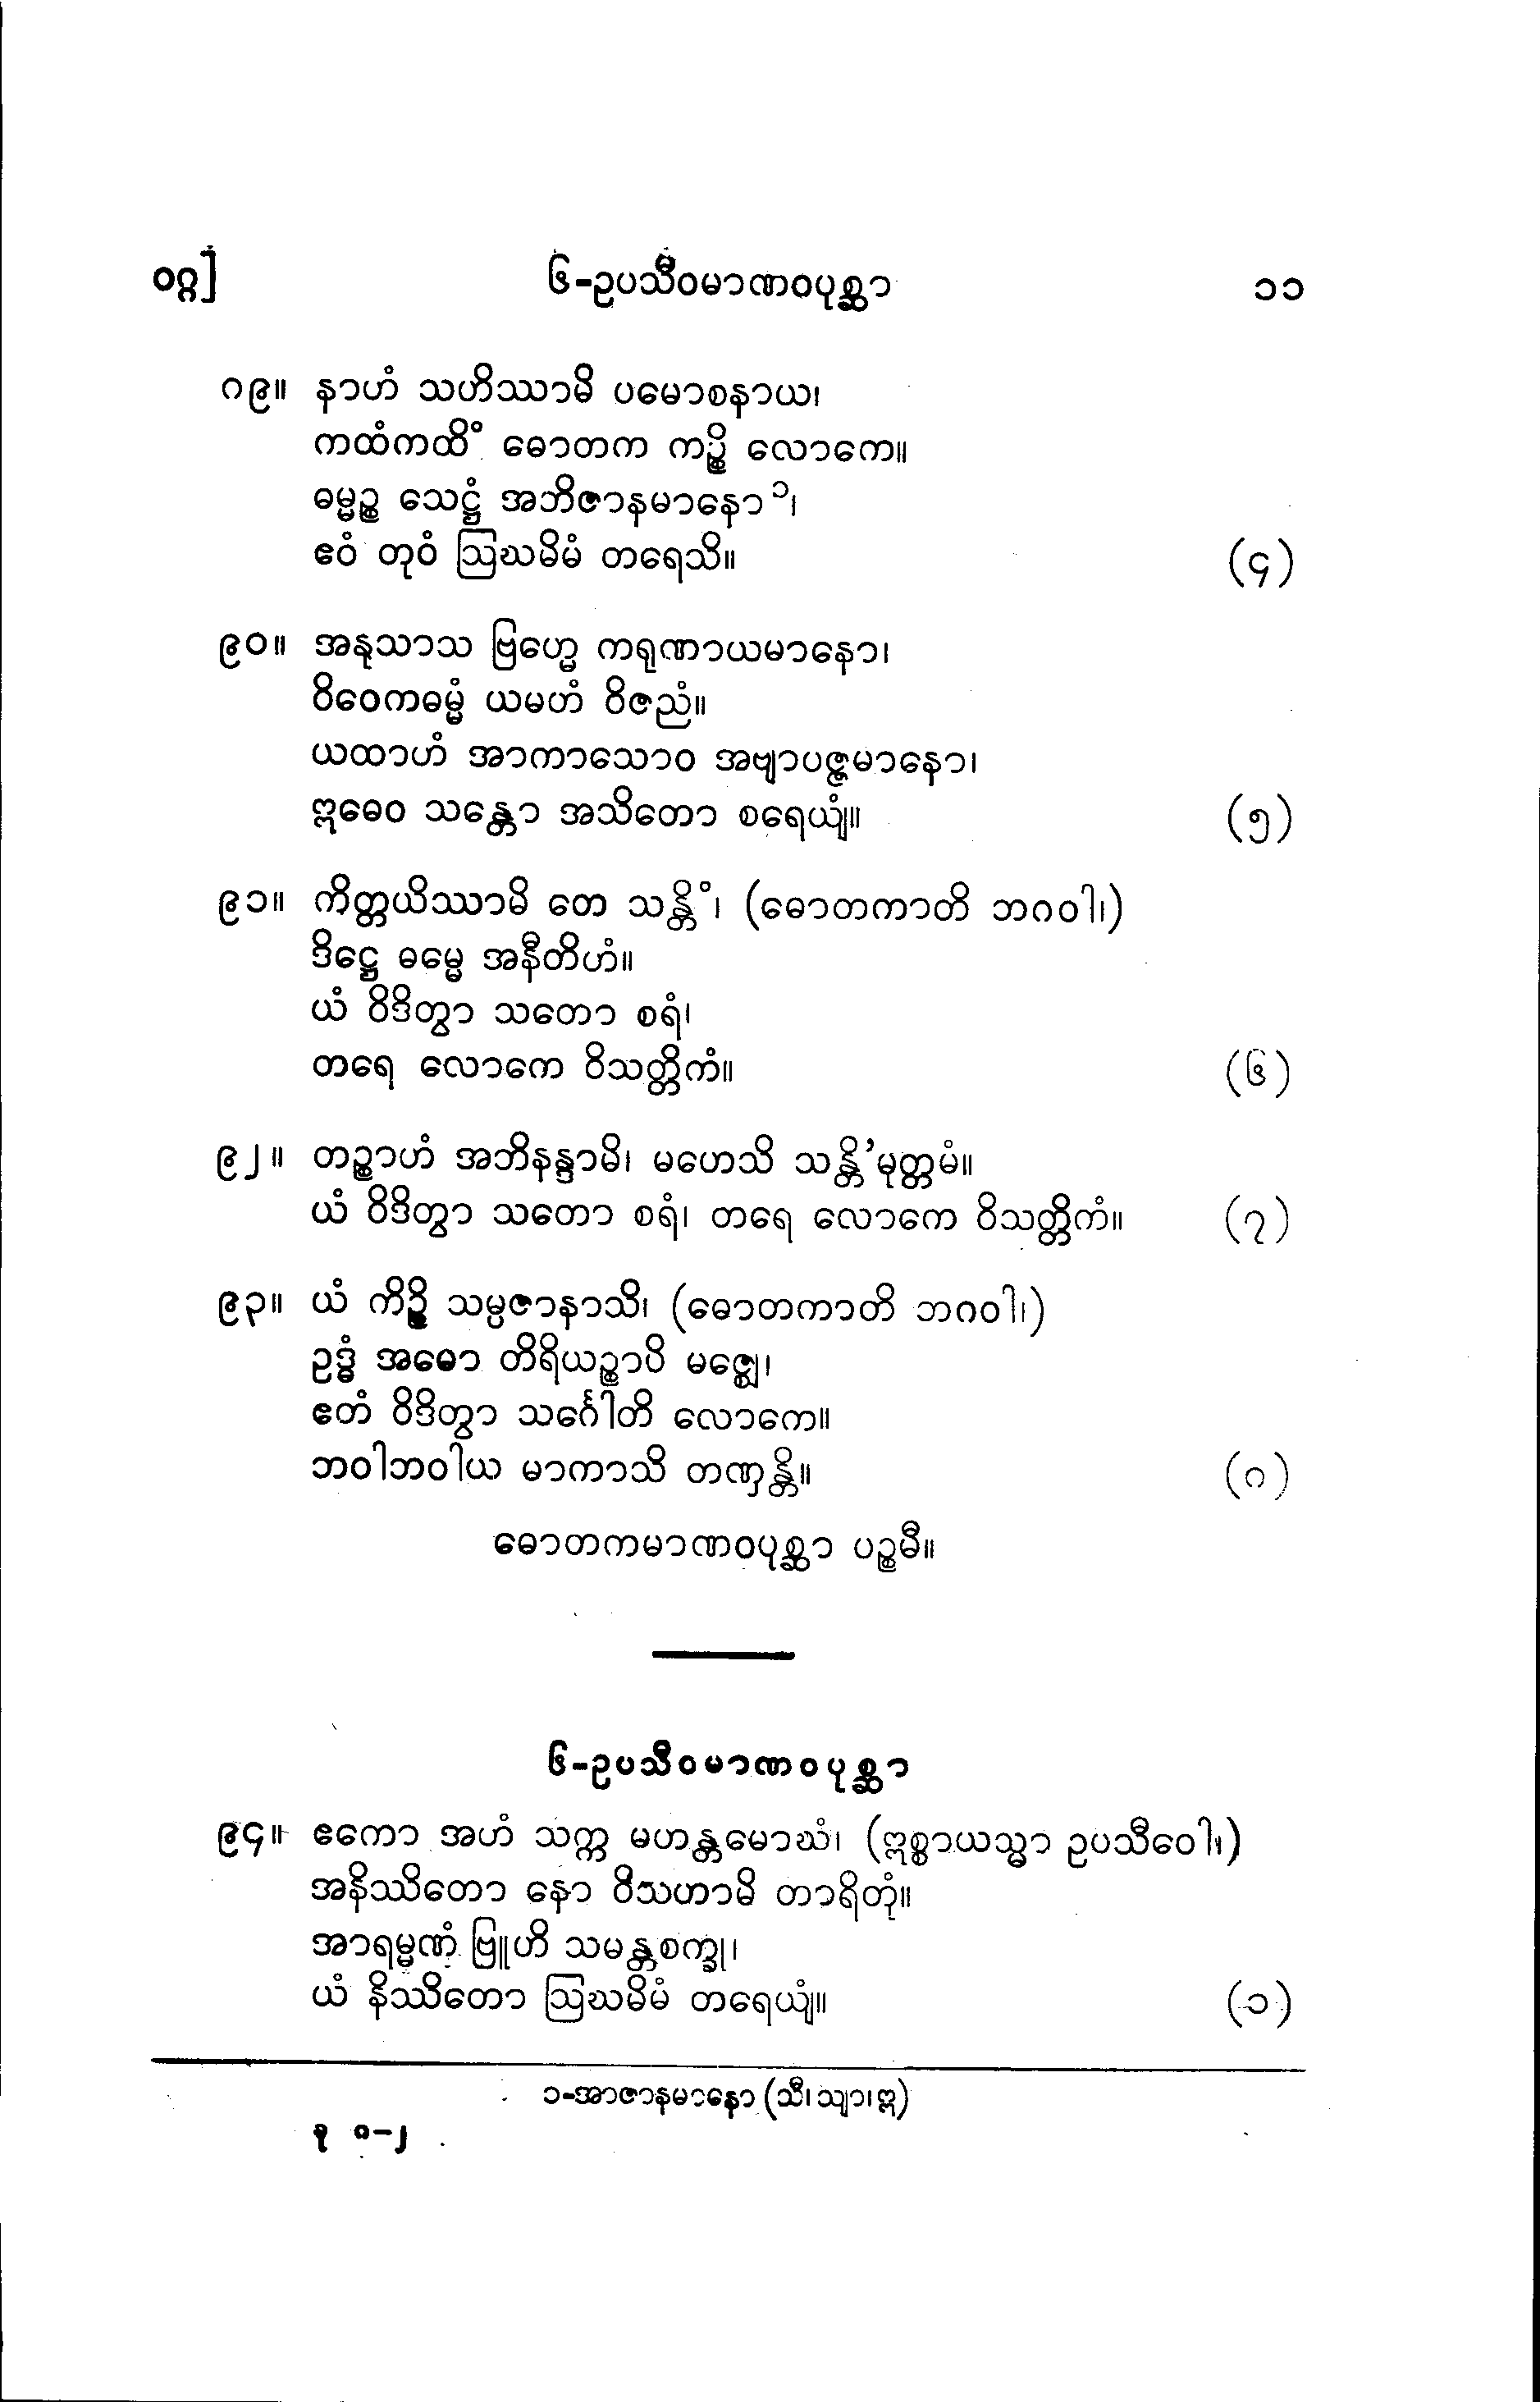 ဝဂ္ဂ]
၆-ဥပသီဝမာဏဝပုစ္ဆာ
၁၁
၈၉။ နာဟံ သဟိဿာမိ ပမောစနာယ၊
ကထံကထိံ ဓောတက ကဉ္စိ လောကေ။
ဓမ္မဉ္စ သေဋ္ဌံ အဘိဇာနမာနော၁၊
ဧဝံ တုဝံ ဩဃမိမံ တရေသိ။ (၄)
၉၀။ အနုသာသ ဗြဟ္မေ ကရုဏာယမာနော၊
ဝိဝေကဓမ္မံ ယမဟံ ဝိဇညံ။
ယထာဟံ အာကာသောဝ အဗျာပဇ္ဇမာနော၊
ဣဓေဝ သန္တော အသိတော စရေယျံ။ (၅)
၉၁။ ကိတ္တယိဿာမိ တေ သန္တိံ၊ (ဓောတကာတိ ဘဂဝါ၊)
ဒိဋ္ဌေ ဓမ္မေ အနီတိဟံ။
ယံ ဝိဒိတွာ သတော စရံ၊
တရေ လောကေ ဝိသတ္တိကံ။ (၆)
၉၂။ တဉ္စာဟံ အဘိနန္ဒာမိ၊ မဟေသိ သန္တိ’မုတ္တမံ။
ယံ ဝိဒိတွာ သတော စရံ၊ တရေ လောကေ ဝိသတ္တိကံ။ (၇)
၉၃။ ယံ ကိဉ္စိ သမ္ပဇာနာသိ၊ (ဓောတကာတိ ဘဂဝါ၊)
ဥဒ္ဓံ အဓော တိရိယဉ္စာပိ မဇ္ဈေ၊
ဧတံ ဝိဒိတွာ သင်္ဂေါတိ လောကေ။
ဘဝါဘဝါယ မာကာသိ တဏှန္တိ။ (၈)
ဓောတကမာဏဝပုစ္ဆာ ပဉ္စမီ။
၆-ဥပသီဝမာဏဝပုစ္ဆာ
၉၄။ ဧကော အဟံ သက္က မဟန္တမောဃံ၊ (ဣစ္စာယသ္မာ ဥပသီဝေါ၊)
အနိဿိတော နော ဝိသဟာမိ တာရိတုံ။
အာရမ္မဏံ ဗြူဟိ သမန္တစက္ခု၊
ယံ နိဿိတော ဩဃမိမံ တရေယျံ။ (၁)
၁-အာဇာနမာနော (သီ၊ သျာ၊ ဣ)
နု ၈-၂